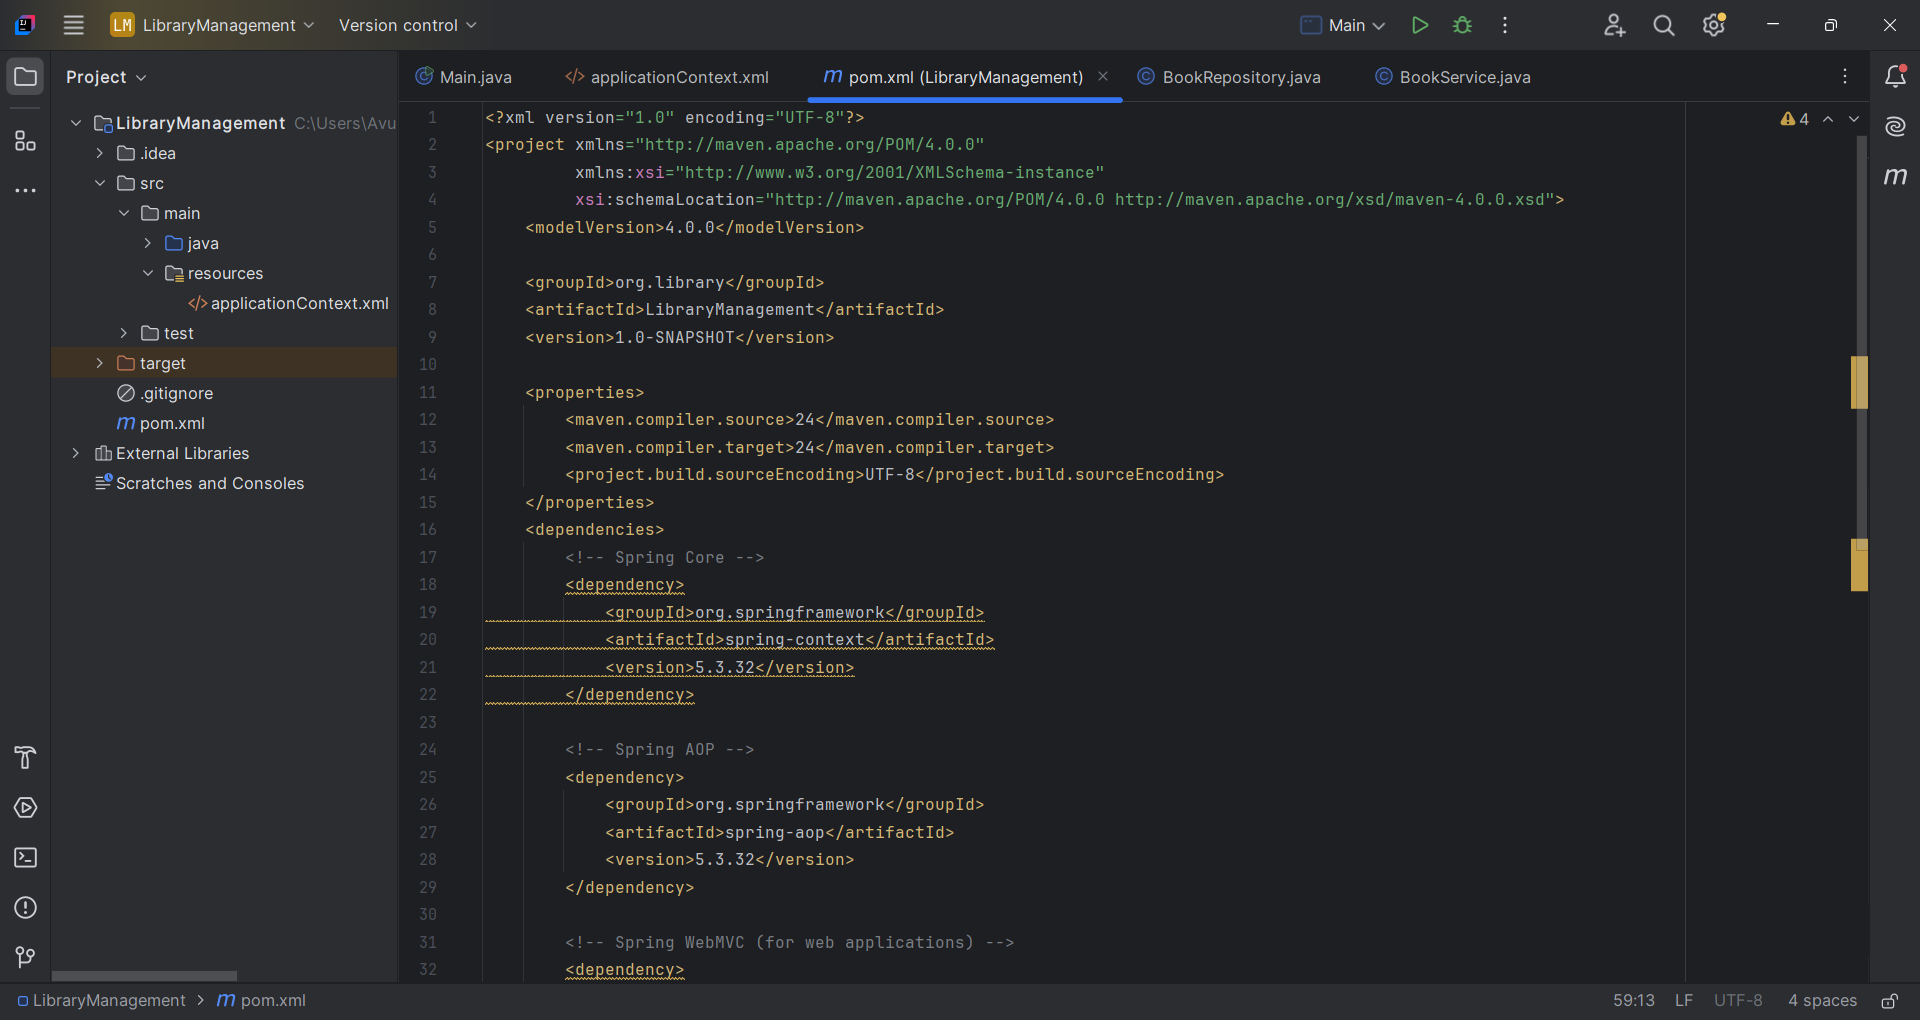 LM LibraryManagement Version control Main
Project
LibraryManagement C:\Users\Avu
.idea
src
main
java
resources
applicationContext.xml
test
target
.gitignore
pom.xml
External Libraries
Scratches and Consoles
Main.java applicationContext.xml pom.xml (LibraryManagement) BookRepository.java BookService.java
4
1 <?xml version="1.0" encoding="UTF-8"?>
2 <project xmlns="http://maven.apache.org/POM/4.0.0"
3 xmlns:xsi="http://www.w3.org/2001/XMLSchema-instance"
4 xsi:schemaLocation="http://maven.apache.org/POM/4.0.0 http://maven.apache.org/xsd/maven-4.0.0.xsd">
5 <modelVersion>4.0.0</modelVersion>
6
7 <groupId>org.library</groupId>
8 <artifactId>LibraryManagement</artifactId>
9 <version>1.0-SNAPSHOT</version>
10
11 <properties>
12 <maven.compiler.source>24</maven.compiler.source>
13 <maven.compiler.target>24</maven.compiler.target>
14 <project.build.sourceEncoding>UTF-8</project.build.sourceEncoding>
15 </properties>
16 <dependencies>
17 <!-- Spring Core -->
18 <dependency>
19 <groupId>org.springframework</groupId>
20 <artifactId>spring-context</artifactId>
21 <version>5.3.32</version>
22 </dependency>
23
24 <!-- Spring AOP -->
25 <dependency>
26 <groupId>org.springframework</groupId>
27 <artifactId>spring-aop</artifactId>
28 <version>5.3.32</version>
29 </dependency>
30
31 <!-- Spring WebMVC (for web applications) -->
32 <dependency>
LibraryManagement > m pom.xml 59:13 LF UTF-8 4 spaces